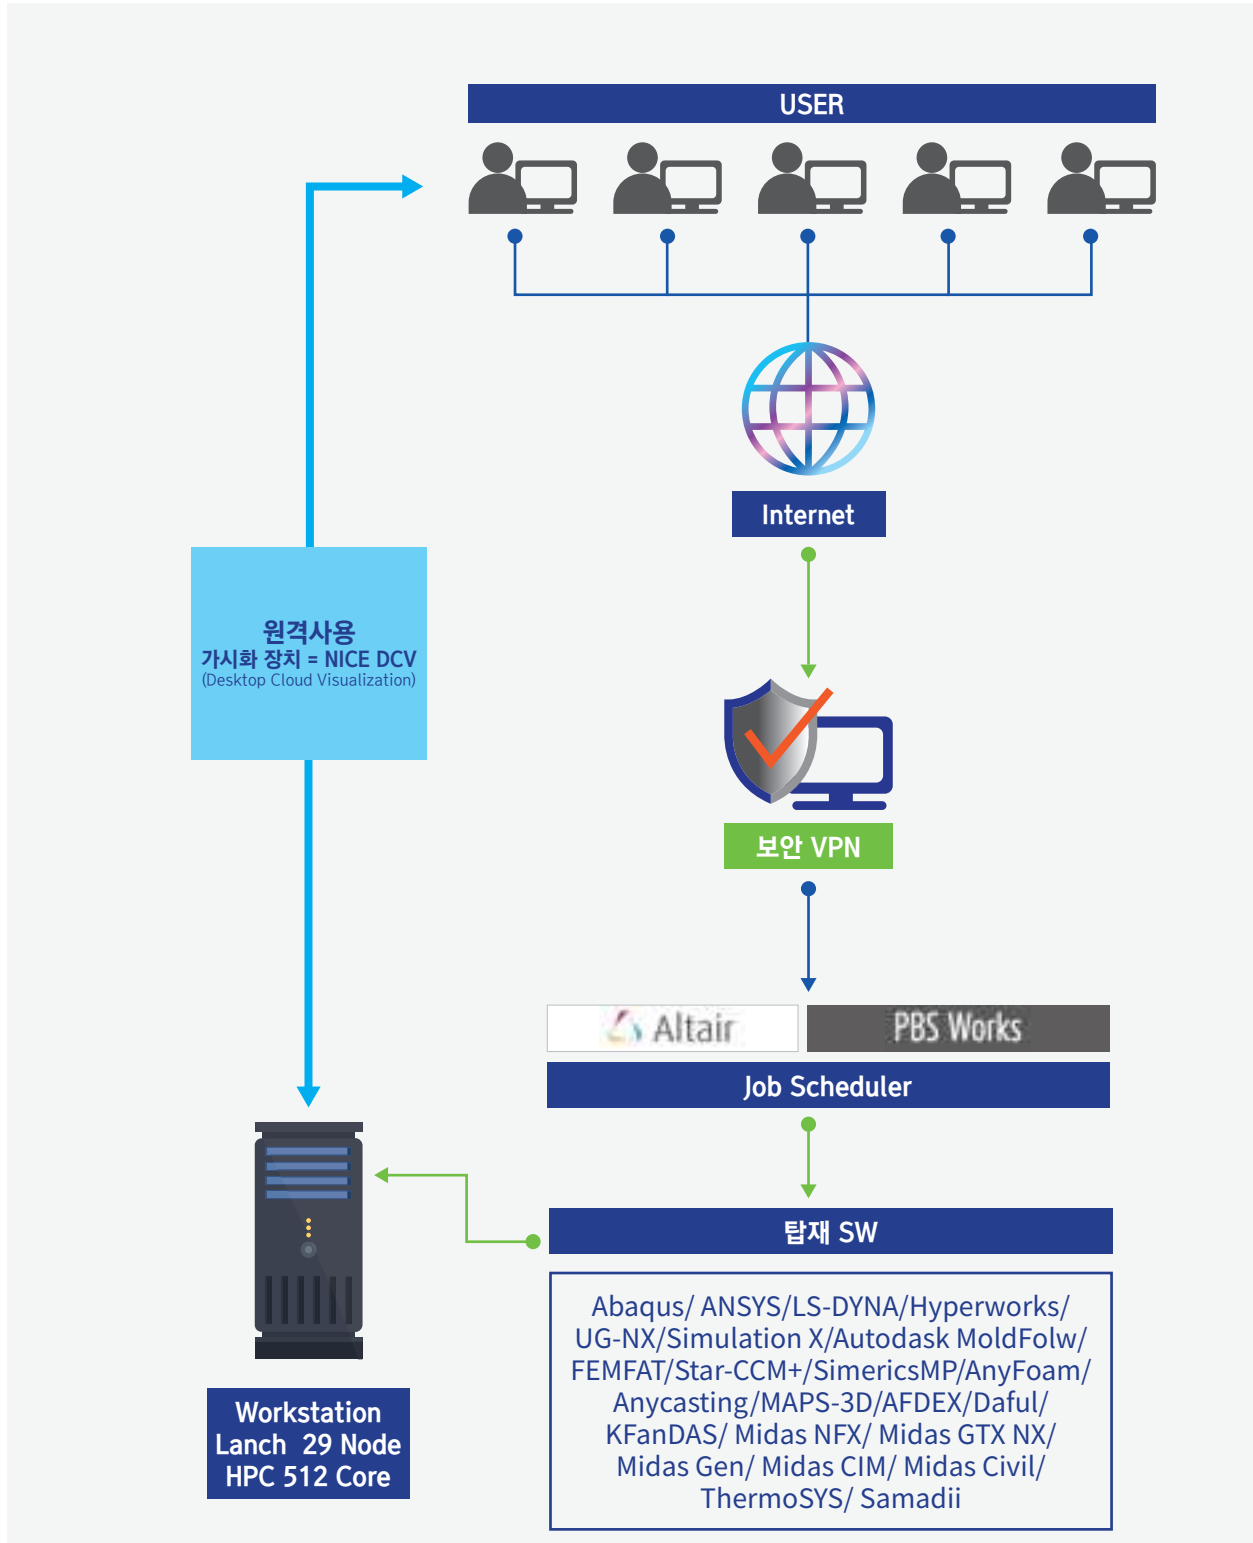 USER
Internet
원격사용
가시화 장치 = NICE DCV
(Desktop Cloud Visualization)
보안 VPN
Altair
PBS Works
Job Scheduler
탑재 SW
Abaqus/ ANSYS/LS-DYNA/Hyperworks/
UG-NX/Simulation X/Autodask MoldFolw/
FEMFAT/Star-CCM+/SimericsMP/AnyFoam/
Anycasting/MAPS-3D/AFDEX/Daful/
KFanDAS/ Midas NFX/ Midas GTX NX/
Midas Gen/ Midas CIM/ Midas Civil/
ThermoSYS/ Samadii
Workstation
Lanch 29 Node
HPC 512 Core